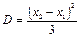 D = (x₂ − x₁)² / 3